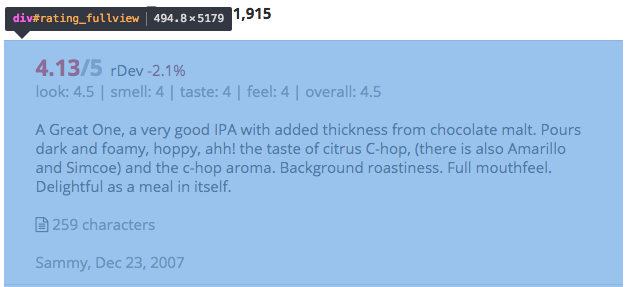 div#rating_fullview | 494.8×5179 1,915
4.13/5 rDev -2.1%
look: 4.5 | smell: 4 | taste: 4 | feel: 4 | overall: 4.5
A Great One, a very good IPA with added thickness from chocolate malt. Pours
dark and foamy, hoppy, ahh! the taste of citrus C-hop, (there is also Amarillo
and Simcoe) and the c-hop aroma. Background roastiness. Full mouthfeel.
Delightful as a meal in itself.
259 characters
Sammy, Dec 23, 2007